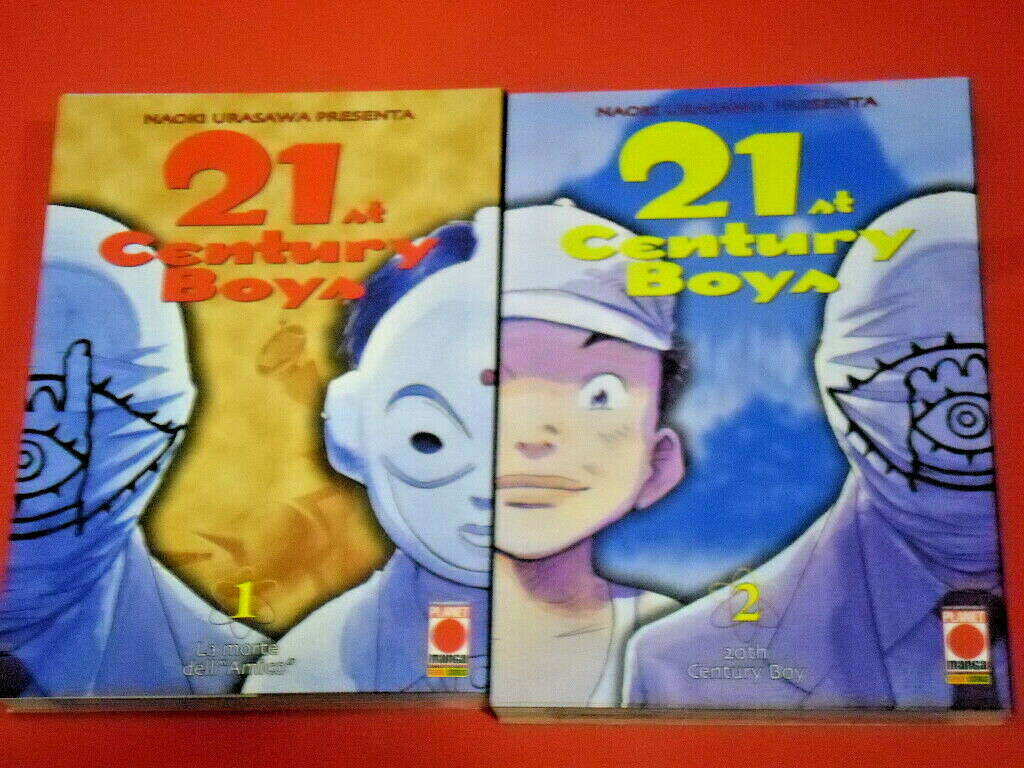 NAOKI URASAWA PRESENTA
21st
Century
Boys
1
La morte
dell'"Amico"
PLANET
manga
NAOKI URASAWA PRESENTA
21st
Century
Boys
2
20th
Century Boy
PLANET
manga